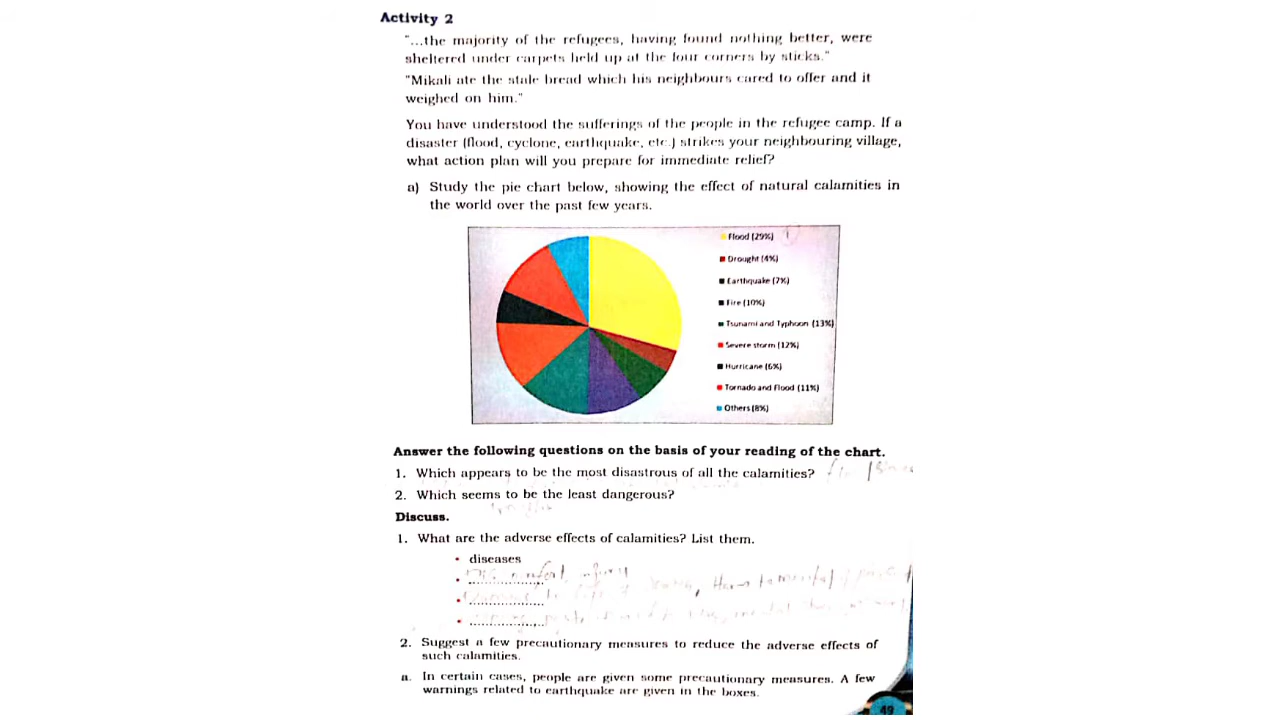 Activity 2
"...the majority of the refugees, having found nothing better, were
sheltered under carpets held up at the four corners by sticks."
"Mikali ate the stale bread which his neighbours cared to offer and it
weighed on him."
You have understood the sufferings of the people in the refugee camp. If a
disaster (flood, cyclone, earthquake, etc.) strikes your neighbouring village,
what action plan will you prepare for immediate relief?
a) Study the pie chart below, showing the effect of natural calamities in
the world over the past few years.
Flood (29%)
Drought (4%)
Earthquake (7%)
Fire (10%)
Tsunami and Typhoon (13%)
Severe storm (12%)
Hurricane (6%)
Tornado and Flood (11%)
Others (8%)
Answer the following questions on the basis of your reading of the chart.
1. Which appears to be the most disastrous of all the calamities?
2. Which seems to be the least dangerous?
Discuss.
1. What are the adverse effects of calamities? List them.
• diseases
• ................
• ................
• ................
2. Suggest a few precautionary measures to reduce the adverse effects of
such calamities.
a. In certain cases, people are given some precautionary measures. A few
warnings related to earthquake are given in the boxes.
49